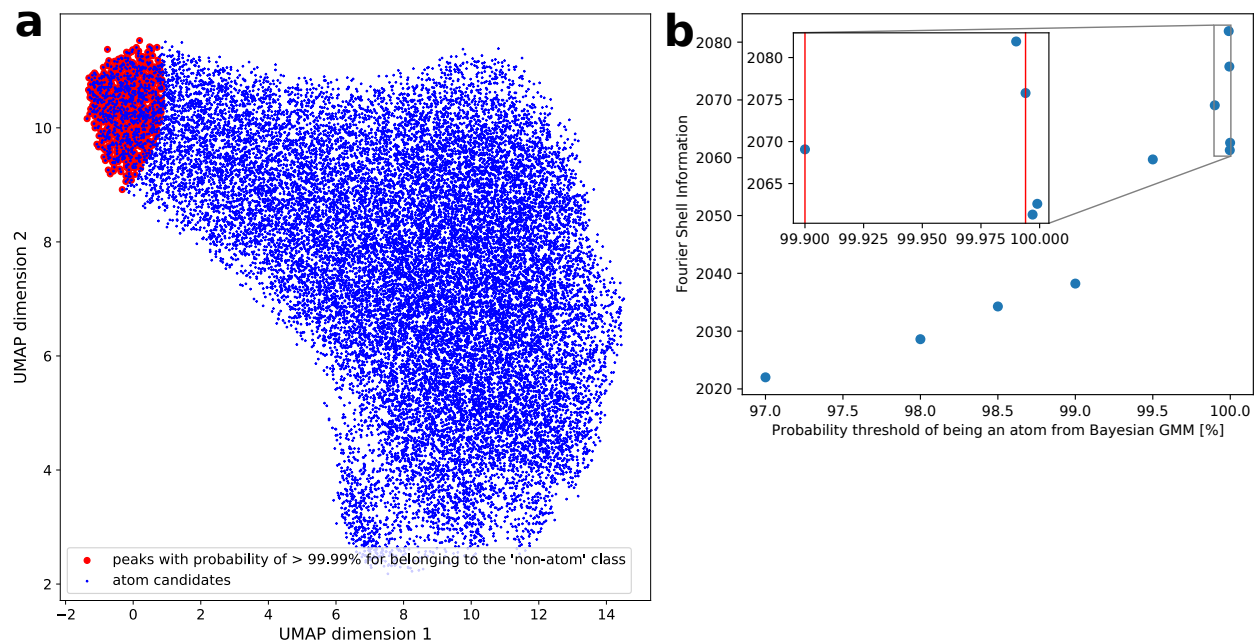 a
UMAP dimension 2
10
8
6
4
2
−2 0 2 4 6 8 10 12 14
UMAP dimension 1
peaks with probability of > 99.99% for belonging to the 'non-atom' class
atom candidates
b
Fourier Shell Information
2080
2070
2060
2050
2040
2030
2020
97.0 97.5 98.0 98.5 99.0 99.5 100.0
Probability threshold of being an atom from Bayesian GMM [%]
2080
2075
2070
2065
99.900 99.925 99.950 99.975 100.000